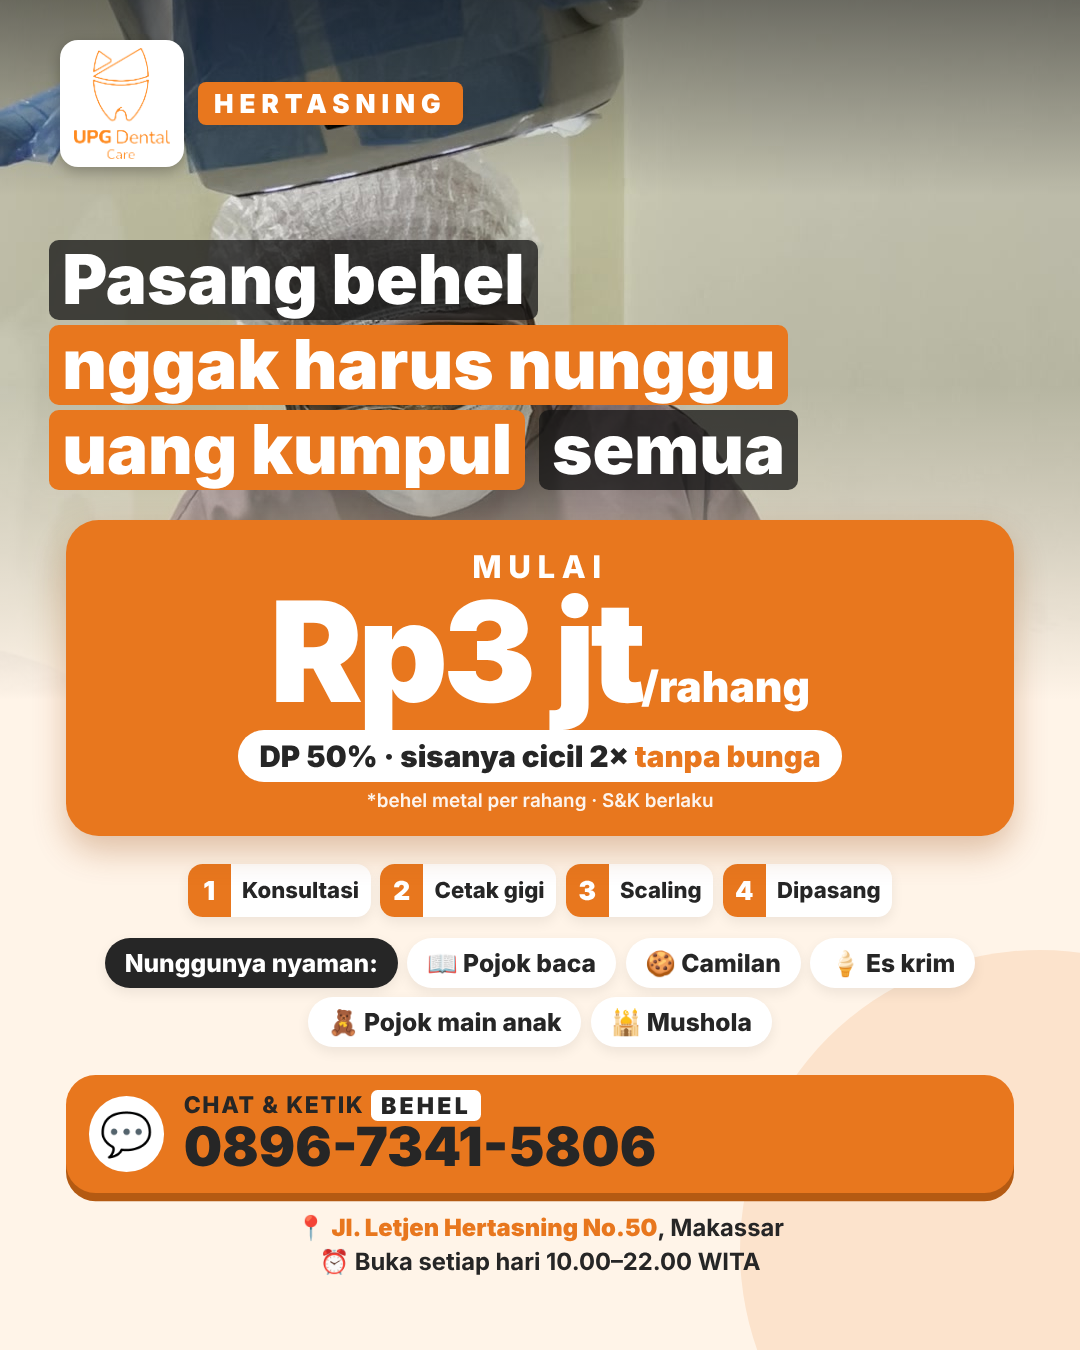 UPG Dental
Care
HERTASNING
Pasang behel
nggak harus nunggu
uang kumpul semua
MULAI
Rp3 jt/rahang
DP 50% · sisanya cicil 2× tanpa bunga
*behel metal per rahang · S&K berlaku
1 Konsultasi 2 Cetak gigi 3 Scaling 4 Dipasang
Nunggunya nyaman: 📖 Pojok baca 🍪 Camilan 🍦 Es krim
🧸 Pojok main anak 🕌 Mushola
CHAT & KETIK BEHEL
💬 0896-7341-5806
📍 Jl. Letjen Hertasning No.50, Makassar
⏰ Buka setiap hari 10.00–22.00 WITA